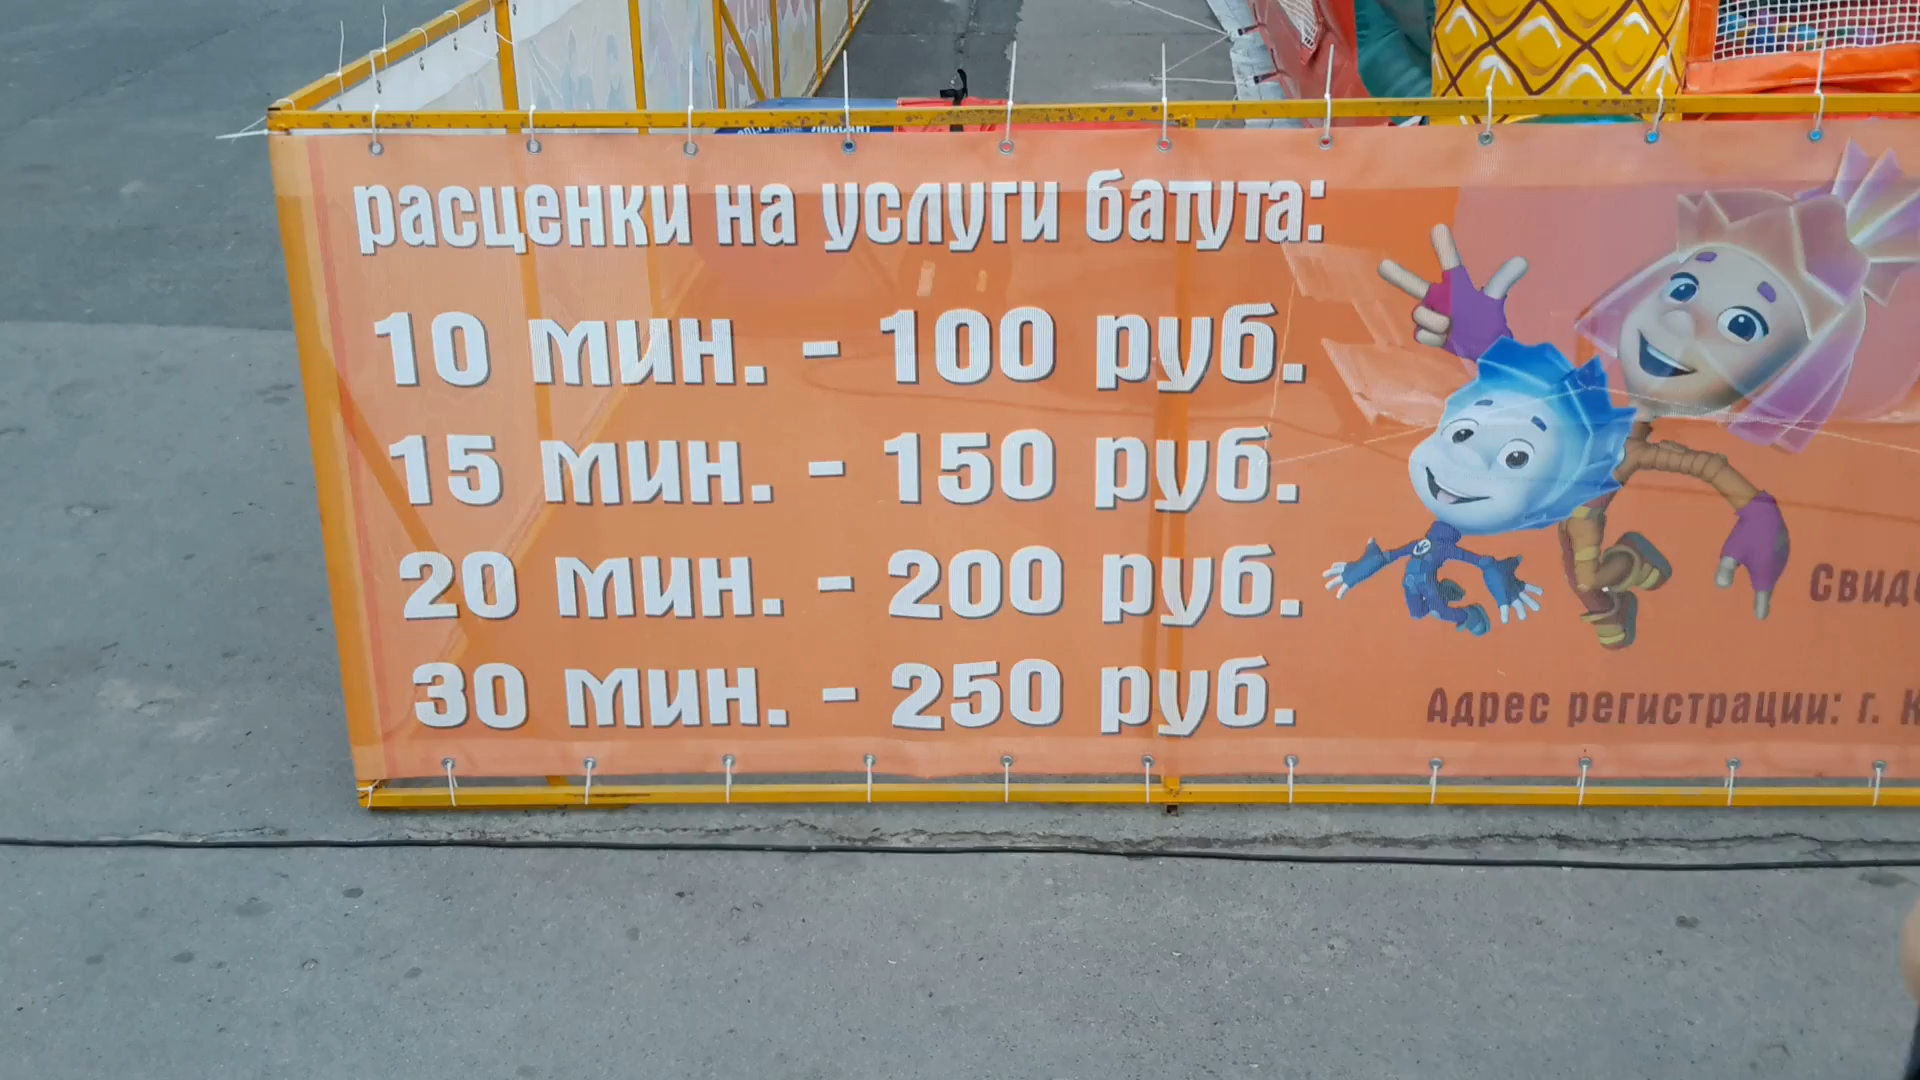 расценки на услуги батута:
10 мин. - 100 руб.
15 мин. - 150 руб.
20 мин. - 200 руб.
30 мин. - 250 руб.
Адрес регистрации: г.